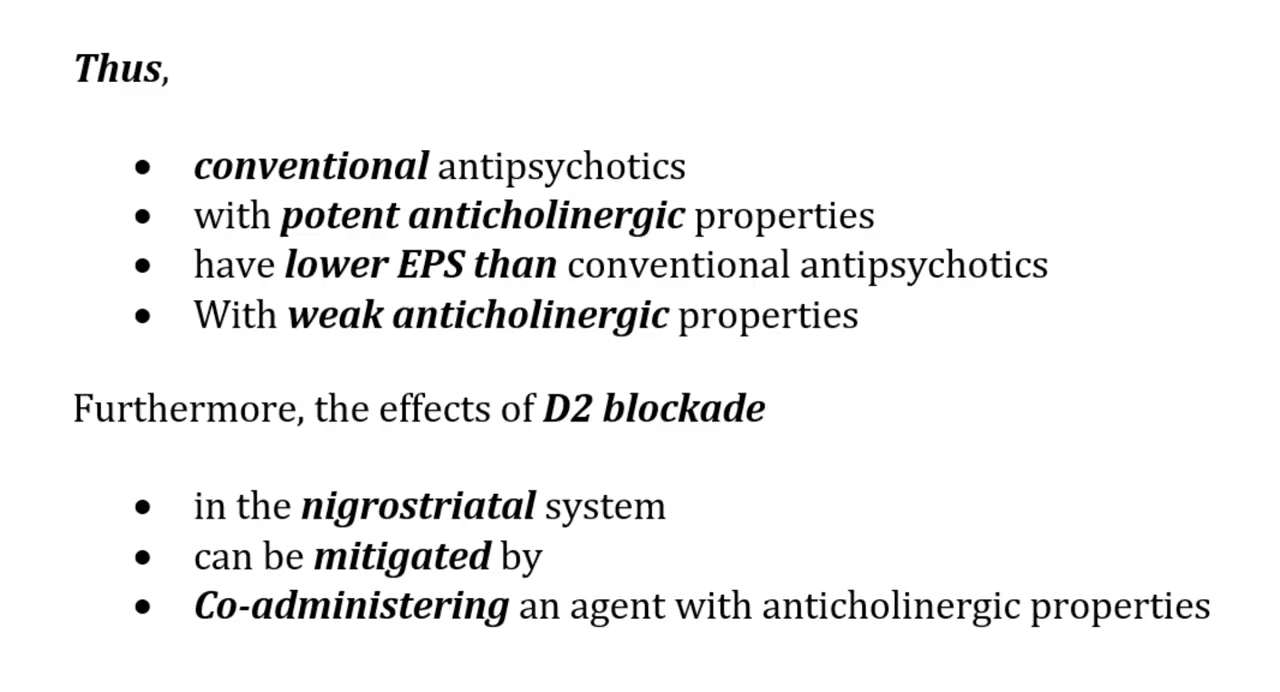 Thus,
• conventional antipsychotics
• with potent anticholinergic properties
• have lower EPS than conventional antipsychotics
• With weak anticholinergic properties
Furthermore, the effects of D2 blockade
• in the nigrostriatal system
• can be mitigated by
• Co-administering an agent with anticholinergic properties